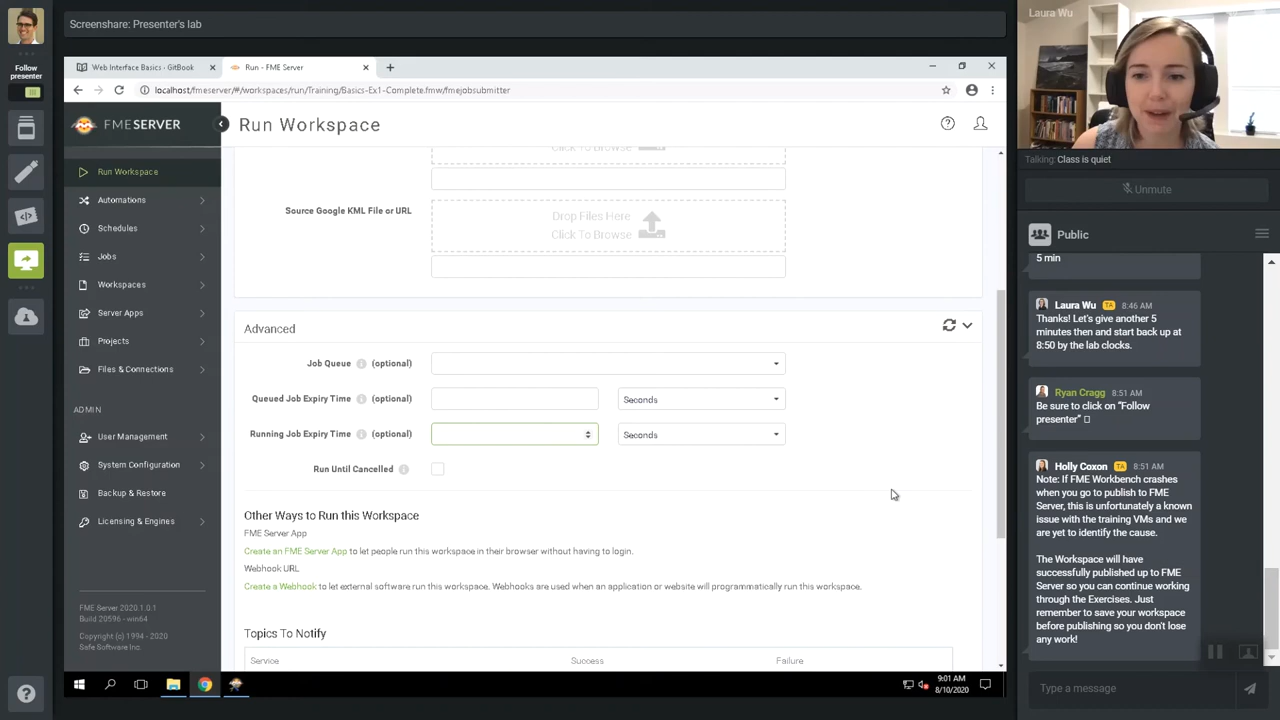 Screenshare: Presenter's lab
Laura Wu
Follow
presenter
Web Interface Basics - GitBook
Run - FME Server
localhost/fmeserver/#/workspaces/run/Training/Basics-Ex1-Complete.fmw/fmejobsubmitter
FMESERVER
Run Workspace
Run Workspace
Automations
Schedules
Jobs
Workspaces
Server Apps
Projects
Files & Connections
ADMIN
User Management
System Configuration
Backup & Restore
Licensing & Engines
FME Server 2020.1.0.1
Build 20596 - win64
Copyright (c) 1994 - 2020
Safe Software Inc.
Click To Browse
Source Google KML File or URL
Drop Files Here
Click To Browse
Advanced
Job Queue (optional)
Queued Job Expiry Time (optional)
Seconds
Running Job Expiry Time (optional)
Seconds
Run Until Cancelled
Other Ways to Run this Workspace
FME Server App
Create an FME Server App to let people run this workspace in their browser without having to login.
Webhook URL
Create a Webhook to let external software run this workspace. Webhooks are used when an application or website will programmatically run this workspace.
Topics To Notify
Service Success Failure
9:01 AM
8/10/2020
Talking: Class is quiet
Unmute
Public
5 min
Laura Wu TA 8:46 AM
Thanks! Let's give another 5
minutes then and start back up at
8:50 by the lab clocks.
Ryan Cragg 8:51 AM
Be sure to click on "Follow
presenter"
Holly Coxon TA 8:51 AM
Note: If FME Workbench crashes
when you go to publish to FME
Server, this is unfortunately a known
issue with the training VMs and we
are yet to identify the cause.
The Workspace will have
successfully published up to FME
Server so you can continue working
through the Exercises. Just
remember to save your workspace
before publishing so you don't lose
any work!
Type a message